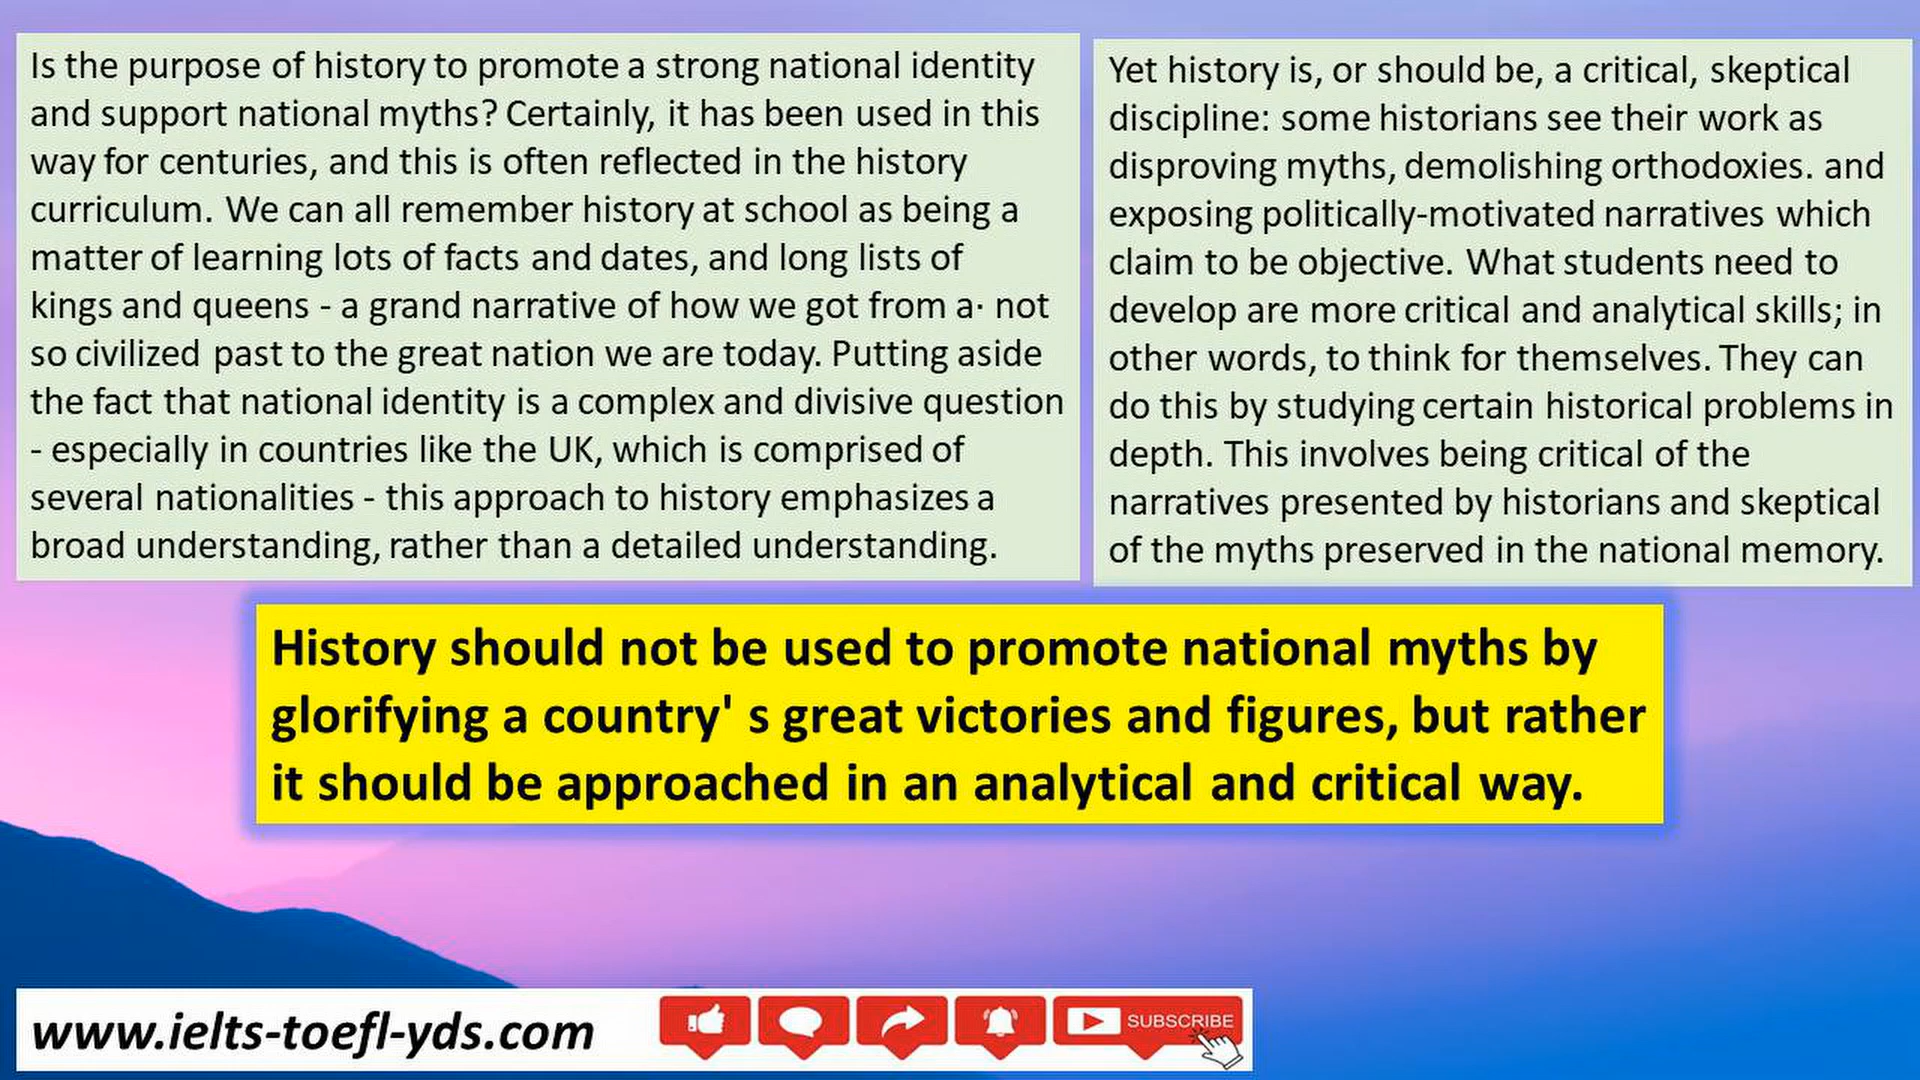 Is the purpose of history to promote a strong national identity
and support national myths? Certainly, it has been used in this
way for centuries, and this is often reflected in the history
curriculum. We can all remember history at school as being a
matter of learning lots of facts and dates, and long lists of
kings and queens - a grand narrative of how we got from a· not
so civilized past to the great nation we are today. Putting aside
the fact that national identity is a complex and divisive question
- especially in countries like the UK, which is comprised of
several nationalities - this approach to history emphasizes a
broad understanding, rather than a detailed understanding.
Yet history is, or should be, a critical, skeptical
discipline: some historians see their work as
disproving myths, demolishing orthodoxies. and
exposing politically-motivated narratives which
claim to be objective. What students need to
develop are more critical and analytical skills; in
other words, to think for themselves. They can
do this by studying certain historical problems in
depth. This involves being critical of the
narratives presented by historians and skeptical
of the myths preserved in the national memory.
History should not be used to promote national myths by
glorifying a country' s great victories and figures, but rather
it should be approached in an analytical and critical way.
www.ielts-toefl-yds.com
SUBSCRIBE